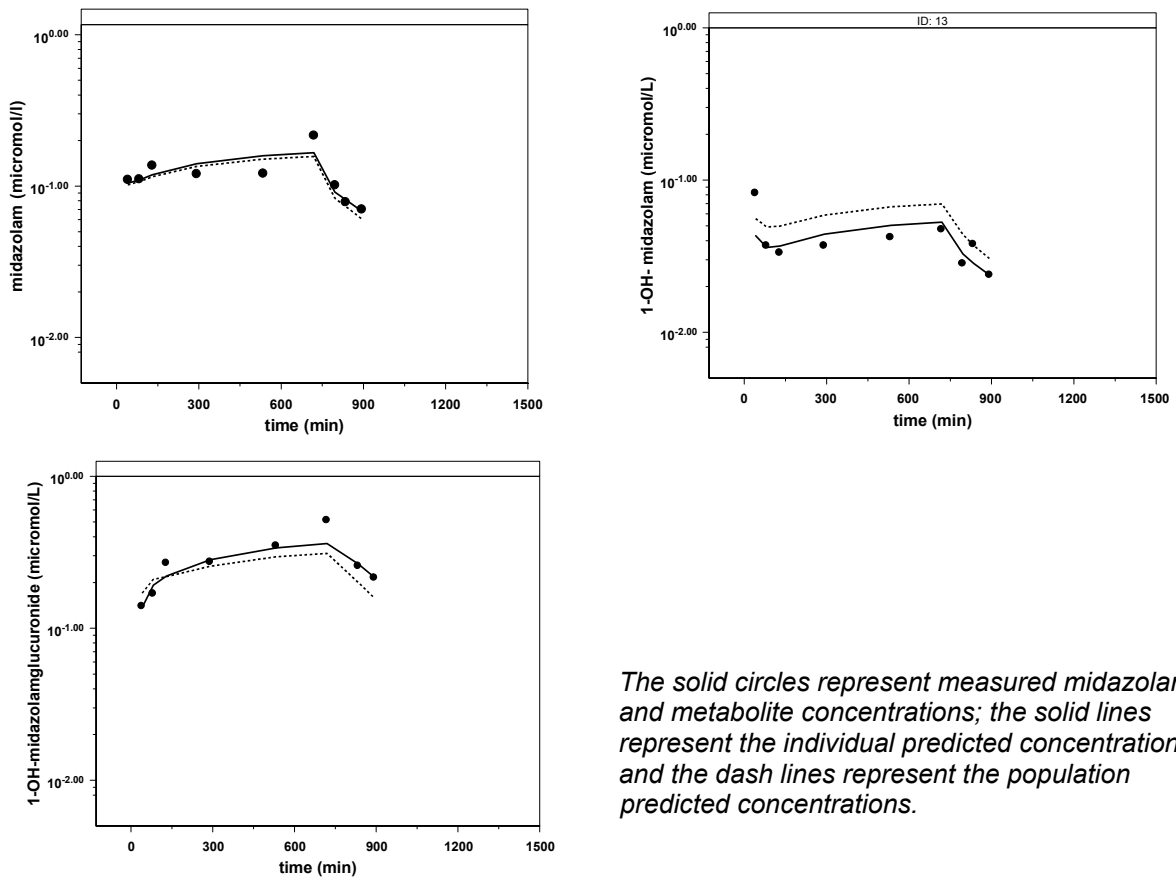 midazolam (micromol/l)
10^0.00
10^-1.00
10^-2.00
0 300 600 900 1200 1500
time (min)
ID: 13
1-OH- midazolam (micromol/L)
10^0.00
10^-1.00
10^-2.00
0 300 600 900 1200 1500
time (min)
1-OH-midazolamglucuronide (micromol/L)
10^0.00
10^-1.00
10^-2.00
0 300 600 900 1200 1500
time (min)
The solid circles represent measured midazolam
and metabolite concentrations; the solid lines
represent the individual predicted concentration
and the dash lines represent the population
predicted concentrations.